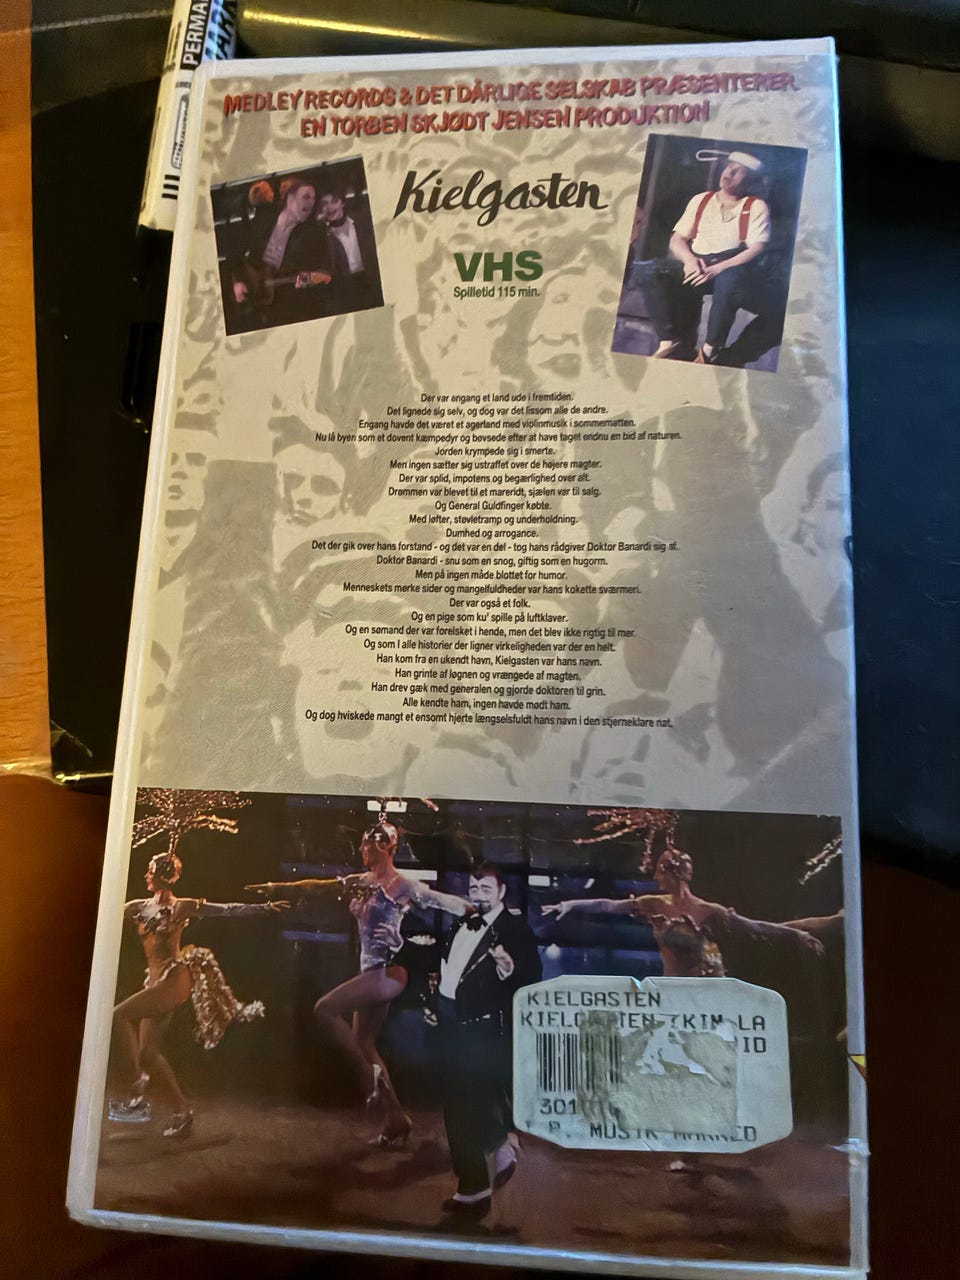 PERMA
MARK
MEDLEY RECORDS & DET DÅRLIGE SELSKAB PRÆSENTERER
EN TORBEN SKJØDT JENSEN PRODUKTION
Kielgasten
VHS
Spilletid 115 min.
Der var engang et land ude i fremtiden.
Det lignede sig selv, og dog var det lissom alle de andre.
Engang havde det været et agerland med violinmusik i sommernatten.
Nu lå byen som et dovent kæmpedyr og bøvsede efter at have taget endnu en bid af naturen.
Jorden krympede sig i smerte.
Men ingen sætter sig ustraffet over de højere magter.
Der var splid, impotens og begærlighed over alt.
Drømmen var blevet til et mareridt, sjælen var til salg.
Og General Guldfinger købte.
Med løfter, støvletramp og underholdning.
Dumhed og arrogance.
Det der gik over hans forstand - og det var en del - tog hans rådgiver Doktor Banardi sig af.
Doktor Banardi - snu som en snog, giftig som en hugorm.
Men på ingen måde blottet for humor.
Menneskets mørke sider og mangelfuldheder var hans kokette sværmeri.
Der var også et folk.
Og en pige som ku' spille på luftklaver.
Og en sømand der var forelsket i hende, men det blev ikke rigtig til mer.
Og som I alle historier der ligner virkeligheden var der en helt.
Han kom fra en ukendt havn, Kielgasten var hans navn.
Han grinte af løgnen og vrængede af magten.
Han drev gæk med generalen og gjorde doktoren til grin.
Alle kendte ham, ingen havde mødt ham.
Og dog hviskede mangt et ensomt hjerte længselsfuldt hans navn i den stjerneklare nat.
KIELGASTEN
KIELGASTEN (KIM LA
ID
301
MUSIK MARKED